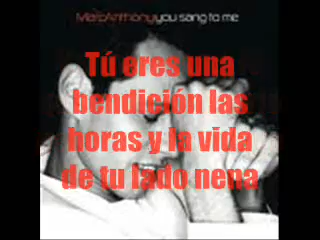 MarcAnthony you sang to me
Tú eres una
bendición las
horas y la vida
de tu lado nena